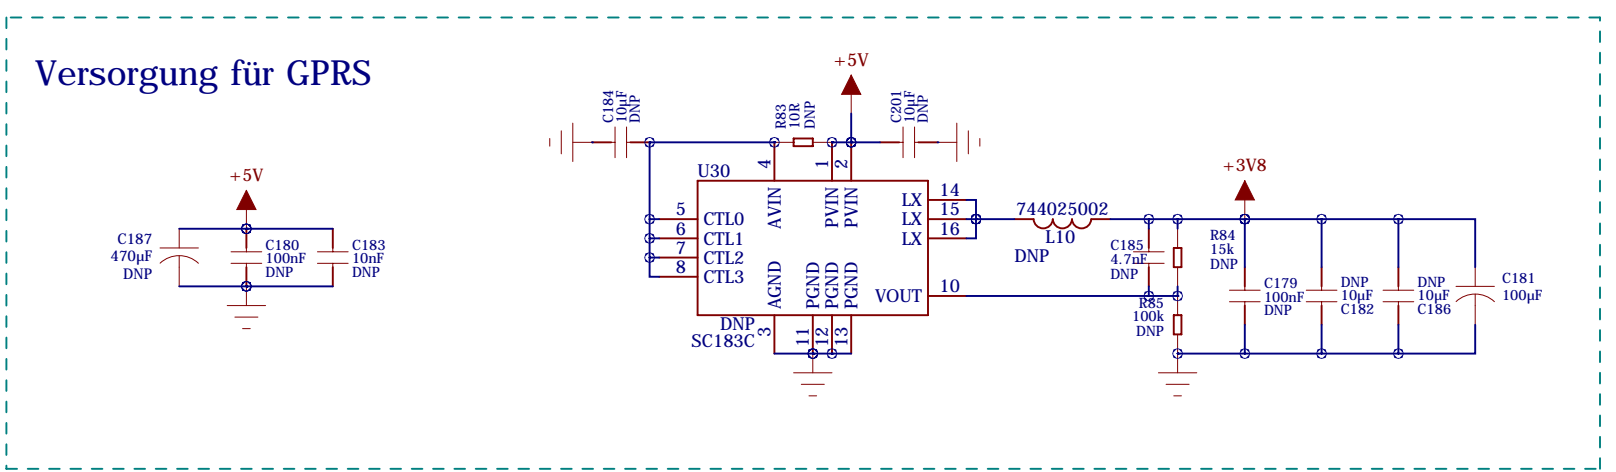 Versorgung für GPRS
+5V
C187
470µF
DNP
C180
100nF
DNP
C183
10nF
DNP
C184
10µF
DNP
R83
10R
DNP
+5V
C201
10µF
DNP
U30
4
1
2
AVIN
PVIN
PVIN
5
CTL0
6
CTL1
7
CTL2
8
CTL3
LX
14
LX
15
LX
16
VOUT
10
AGND
PGND
PGND
PGND
3
11
12
13
DNP
SC183C
744025002
L10
DNP
C185
4.7nF
DNP
R84
15k
DNP
R85
100k
DNP
+3V8
C179
100nF
DNP
DNP
10µF
C182
DNP
10µF
C186
C181
100µF